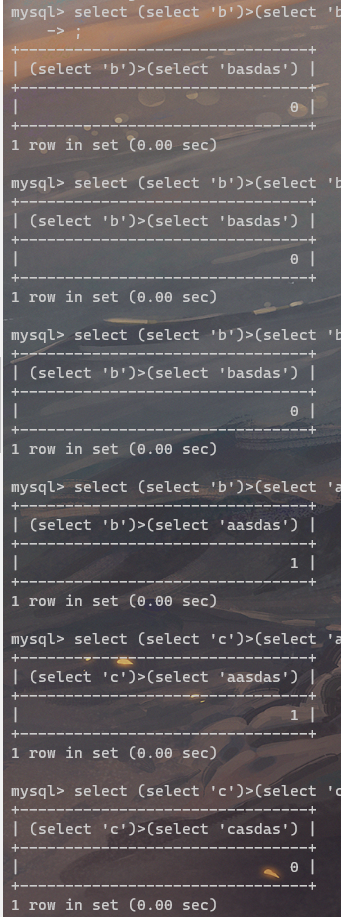 mysql> select (select 'b')>(select 'b
    -> ;
+---------------------------------+
| (select 'b')>(select 'basdas') |
+---------------------------------+
|                               0 |
+---------------------------------+
1 row in set (0.00 sec)
mysql> select (select 'b')>(select 'b
+---------------------------------+
| (select 'b')>(select 'basdas') |
+---------------------------------+
|                               0 |
+---------------------------------+
1 row in set (0.00 sec)
mysql> select (select 'b')>(select 'b
+---------------------------------+
| (select 'b')>(select 'basdas') |
+---------------------------------+
|                               0 |
+---------------------------------+
1 row in set (0.00 sec)
mysql> select (select 'b')>(select 'a
+---------------------------------+
| (select 'b')>(select 'aasdas') |
+---------------------------------+
|                               1 |
+---------------------------------+
1 row in set (0.00 sec)
mysql> select (select 'c')>(select 'a
+---------------------------------+
| (select 'c')>(select 'aasdas') |
+---------------------------------+
|                               1 |
+---------------------------------+
1 row in set (0.00 sec)
mysql> select (select 'c')>(select 'c
+---------------------------------+
| (select 'c')>(select 'casdas') |
+---------------------------------+
|                               0 |
+---------------------------------+
1 row in set (0.00 sec)